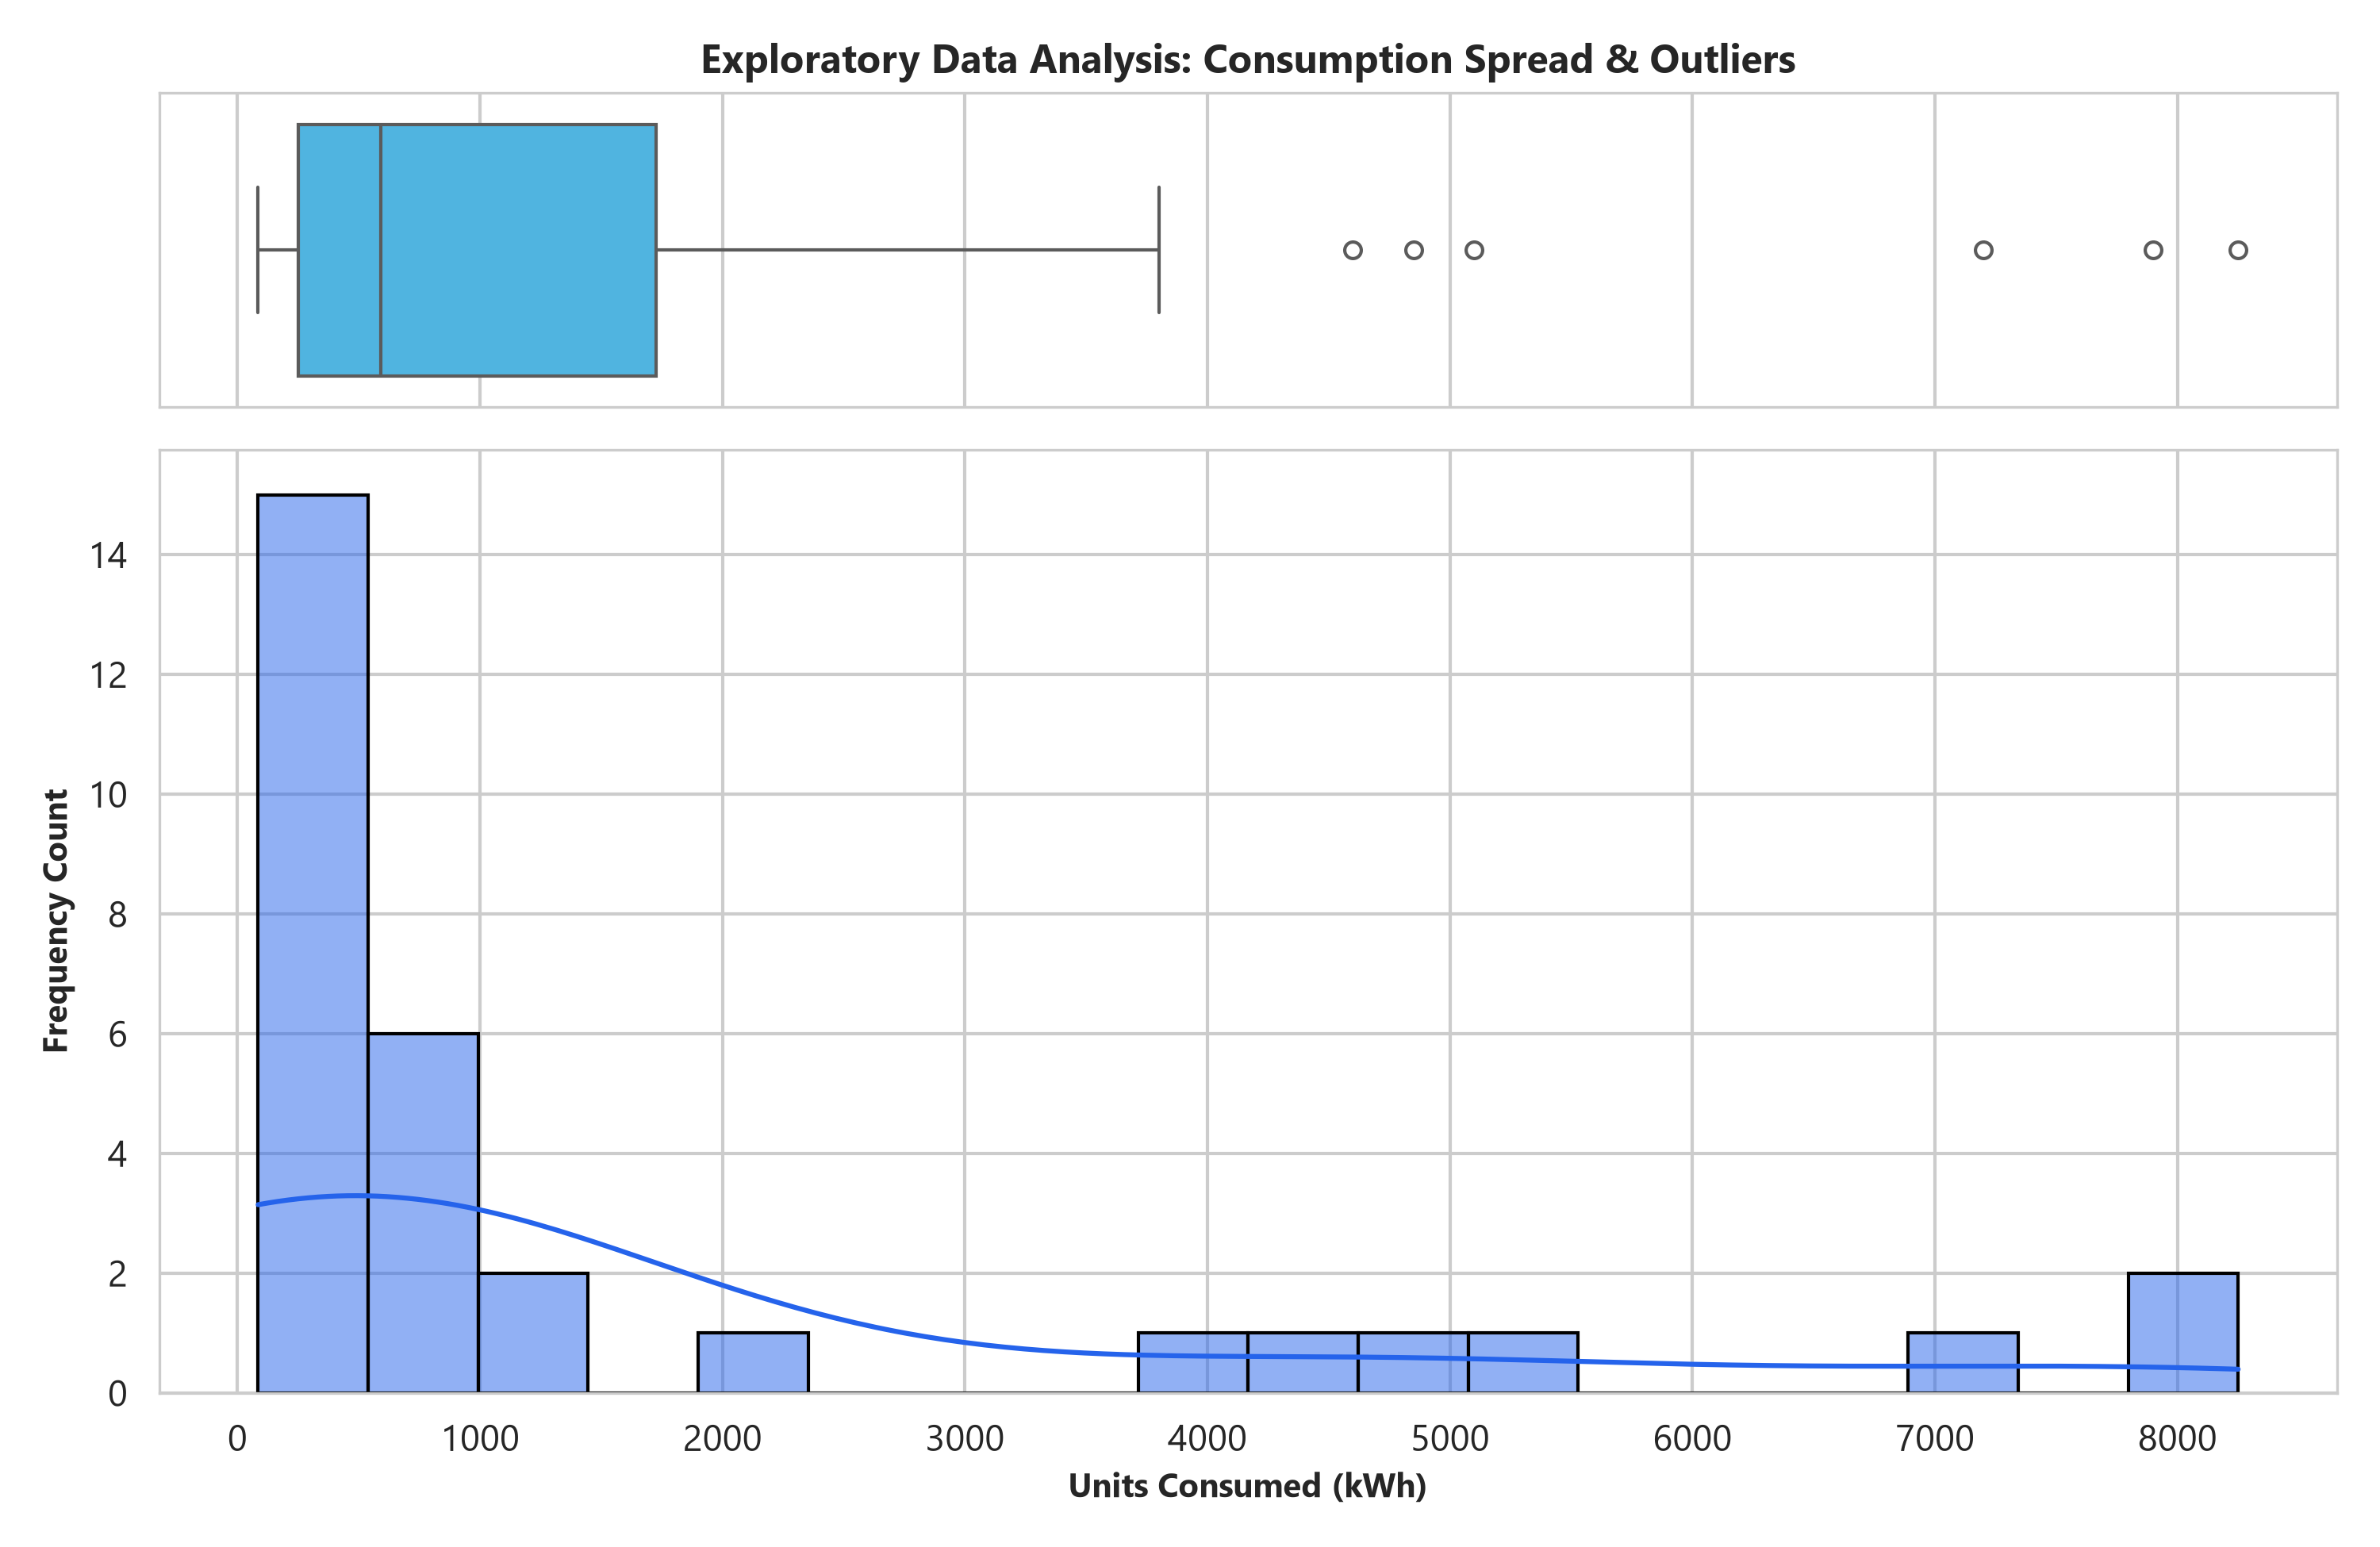 Exploratory Data Analysis: Consumption Spread & Outliers
Frequency Count
14
12
10
8
6
4
2
0
0 1000 2000 3000 4000 5000 6000 7000 8000
Units Consumed (kWh)